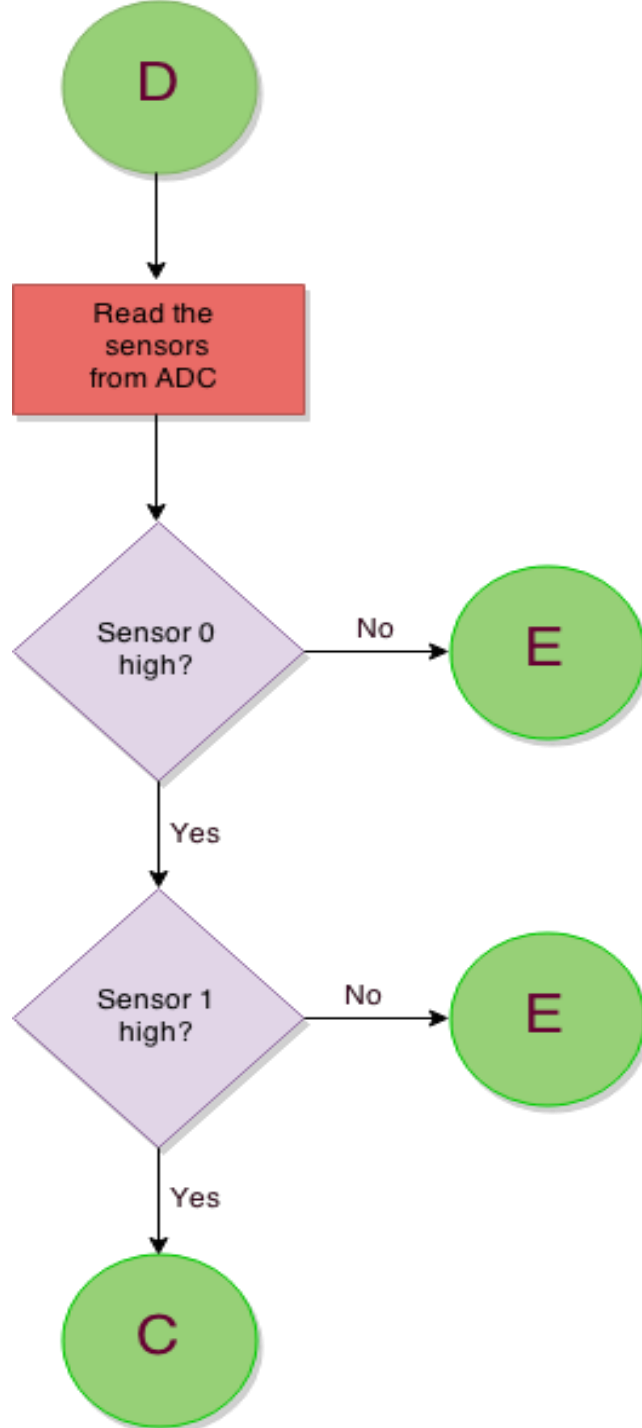 D
Read the
sensors
from ADC
Sensor 0
high?
No
E
Yes
Sensor 1
high?
No
E
Yes
C